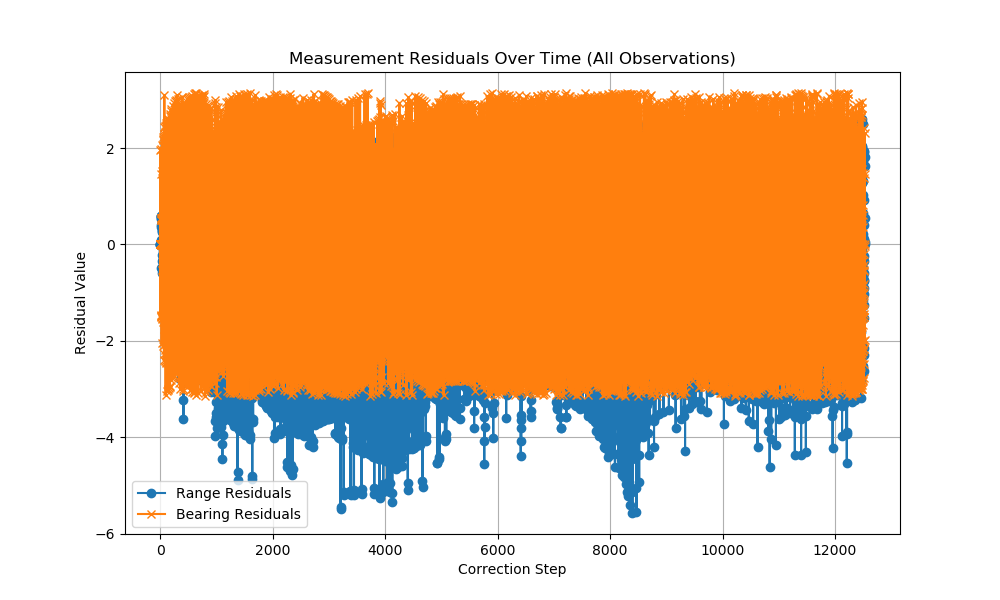 Measurement Residuals Over Time (All Observations)
Residual Value
2
0
−2
−4
−6
Range Residuals
Bearing Residuals
0 2000 4000 6000 8000 10000 12000
Correction Step